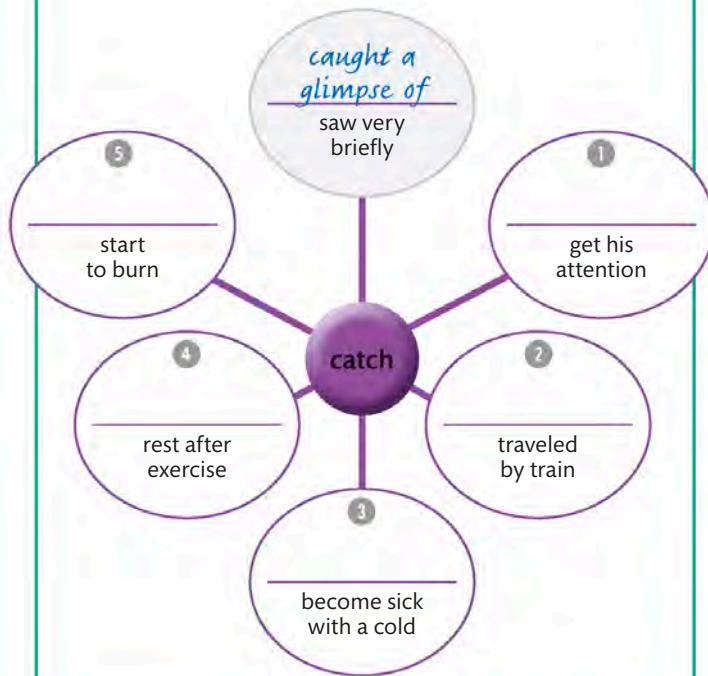 caught a
glimpse of
saw very
briefly
5
start
to burn
1
get his
attention
catch
4
rest after
exercise
2
traveled
by train
3
become sick
with a cold